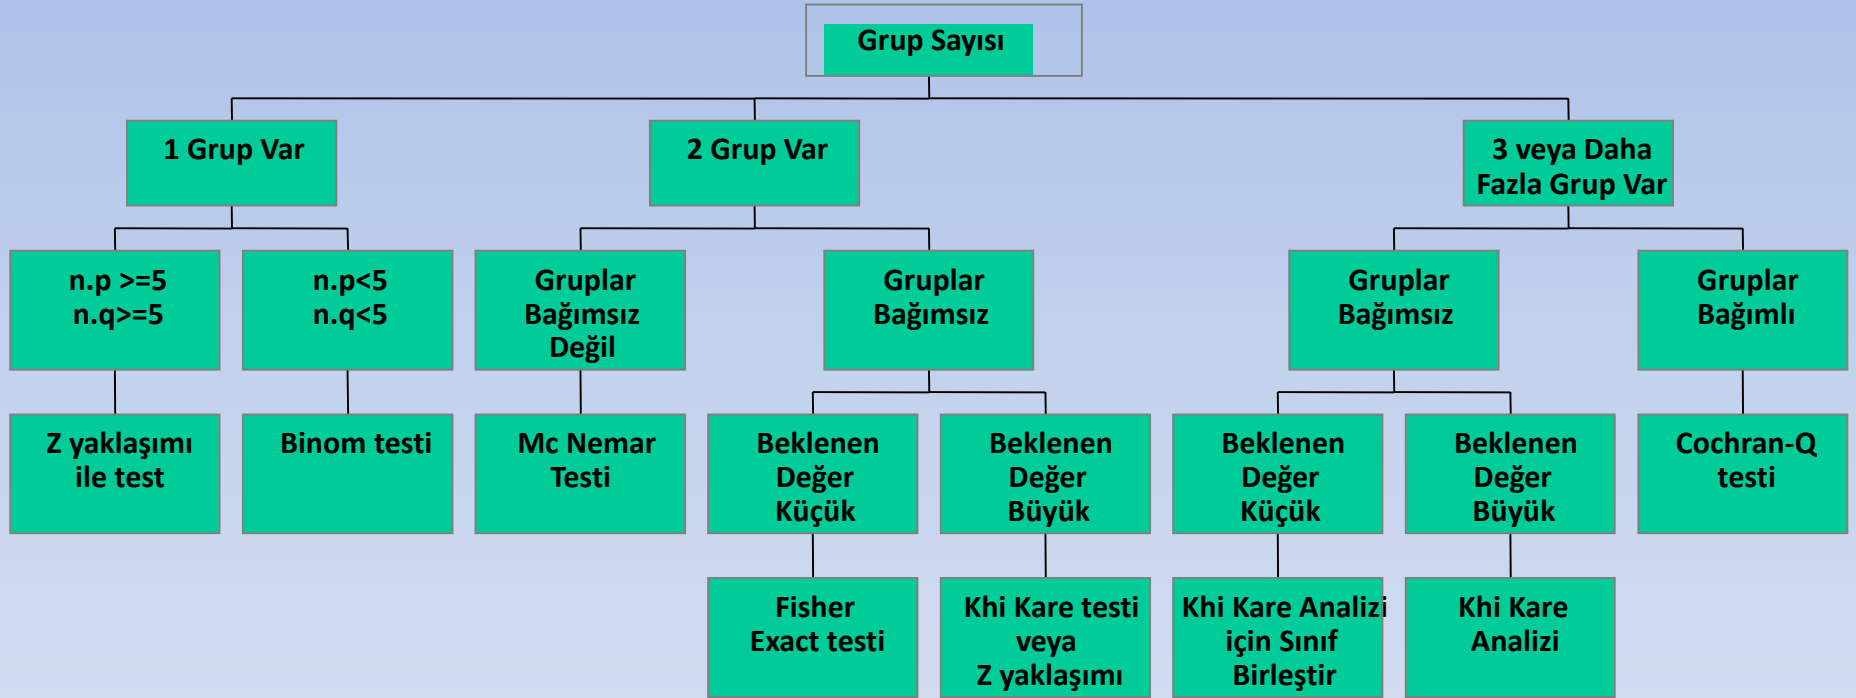 Grup Sayısı
1 Grup Var
2 Grup Var
3 veya Daha
Fazla Grup Var
n.p >=5
n.q>=5
n.p<5
n.q<5
Gruplar
Bağımsız
Değil
Gruplar
Bağımsız
Gruplar
Bağımsız
Gruplar
Bağımlı
Z yaklaşımı
ile test
Binom testi
Mc Nemar
Testi
Beklenen
Değer
Küçük
Beklenen
Değer
Büyük
Beklenen
Değer
Küçük
Beklenen
Değer
Büyük
Cochran-Q
testi
Fisher
Exact testi
Khi Kare testi
veya
Z yaklaşımı
Khi Kare Analizi
için Sınıf
Birleştir
Khi Kare
Analizi